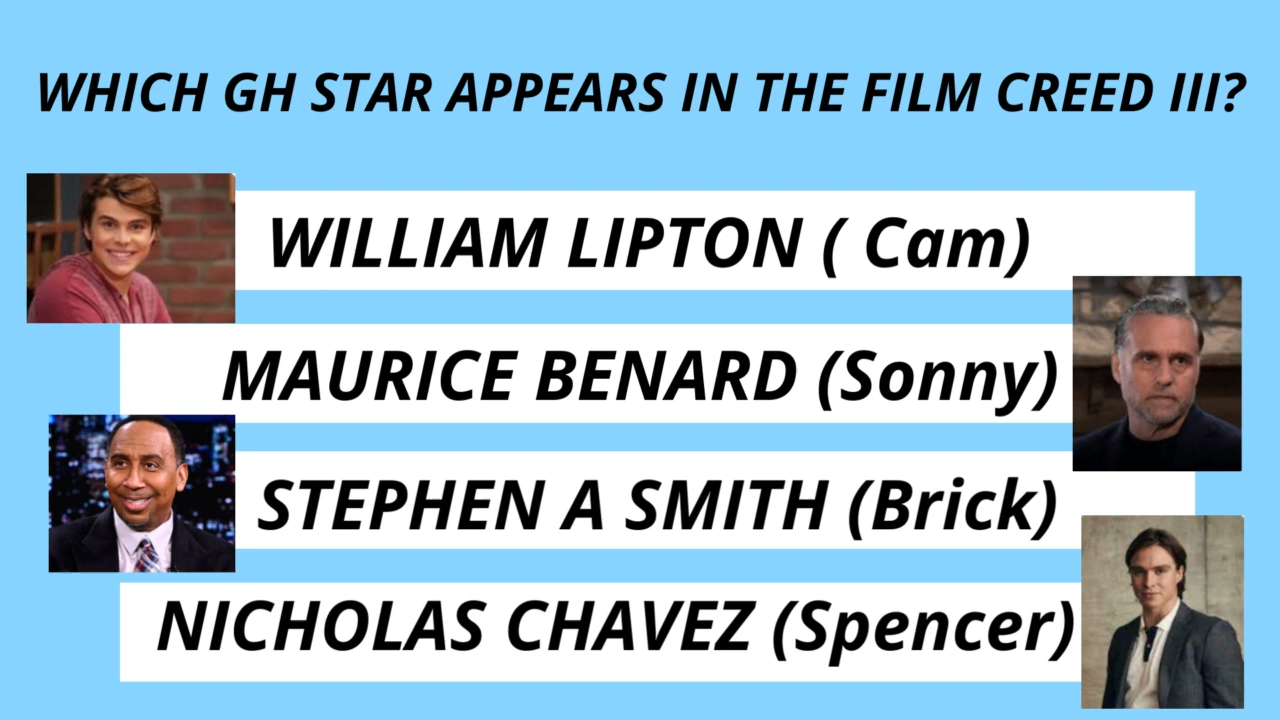 WHICH GH STAR APPEARS IN THE FILM CREED III?
WILLIAM LIPTON ( Cam)
MAURICE BENARD (Sonny)
STEPHEN A SMITH (Brick)
NICHOLAS CHAVEZ (Spencer)